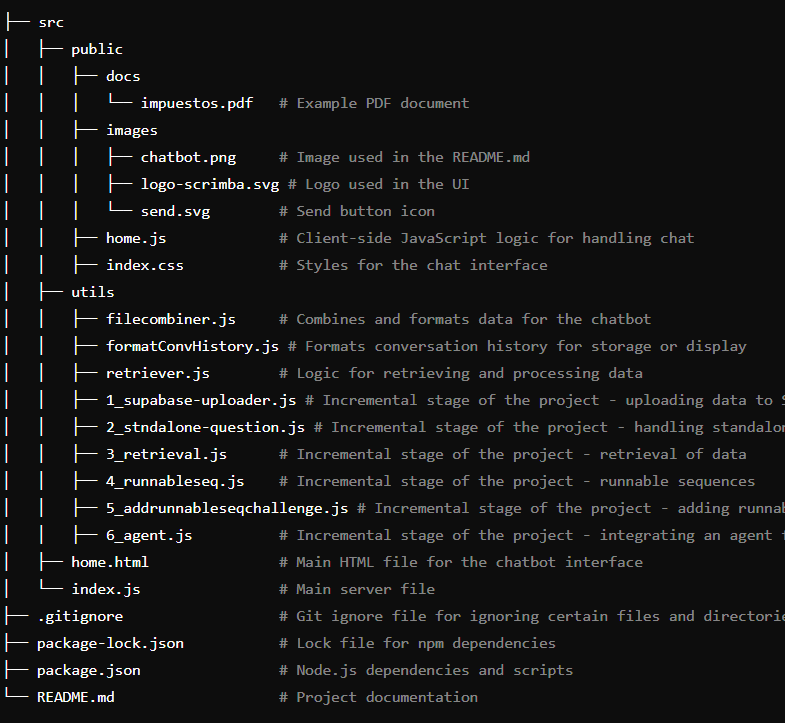 ├── src
│   ├── public
│   │   ├── docs
│   │   │   └── impuestos.pdf   # Example PDF document
│   │   ├── images
│   │   │   ├── chatbot.png     # Image used in the README.md
│   │   │   ├── logo-scrimba.svg # Logo used in the UI
│   │   │   └── send.svg        # Send button icon
│   │   ├── home.js             # Client-side JavaScript logic for handling chat
│   │   ├── index.css           # Styles for the chat interface
│   ├── utils
│   │   ├── filecombiner.js     # Combines and formats data for the chatbot
│   │   ├── formatConvHistory.js # Formats conversation history for storage or display
│   │   ├── retriever.js        # Logic for retrieving and processing data
│   │   ├── 1_supabase-uploader.js # Incremental stage of the project - uploading data to
│   │   ├── 2_stndalone-question.js # Incremental stage of the project - handling standalon
│   │   ├── 3_retrieval.js      # Incremental stage of the project - retrieval of data
│   │   ├── 4_runnableseq.js    # Incremental stage of the project - runnable sequences
│   │   ├── 5_addrunnableseqchallenge.js # Incremental stage of the project - adding runnab
│   │   ├── 6_agent.js          # Incremental stage of the project - integrating an agent
│   ├── home.html               # Main HTML file for the chatbot interface
│   └── index.js                # Main server file
├── .gitignore                  # Git ignore file for ignoring certain files and directorie
├── package-lock.json           # Lock file for npm dependencies
├── package.json                # Node.js dependencies and scripts
└── README.md                   # Project documentation